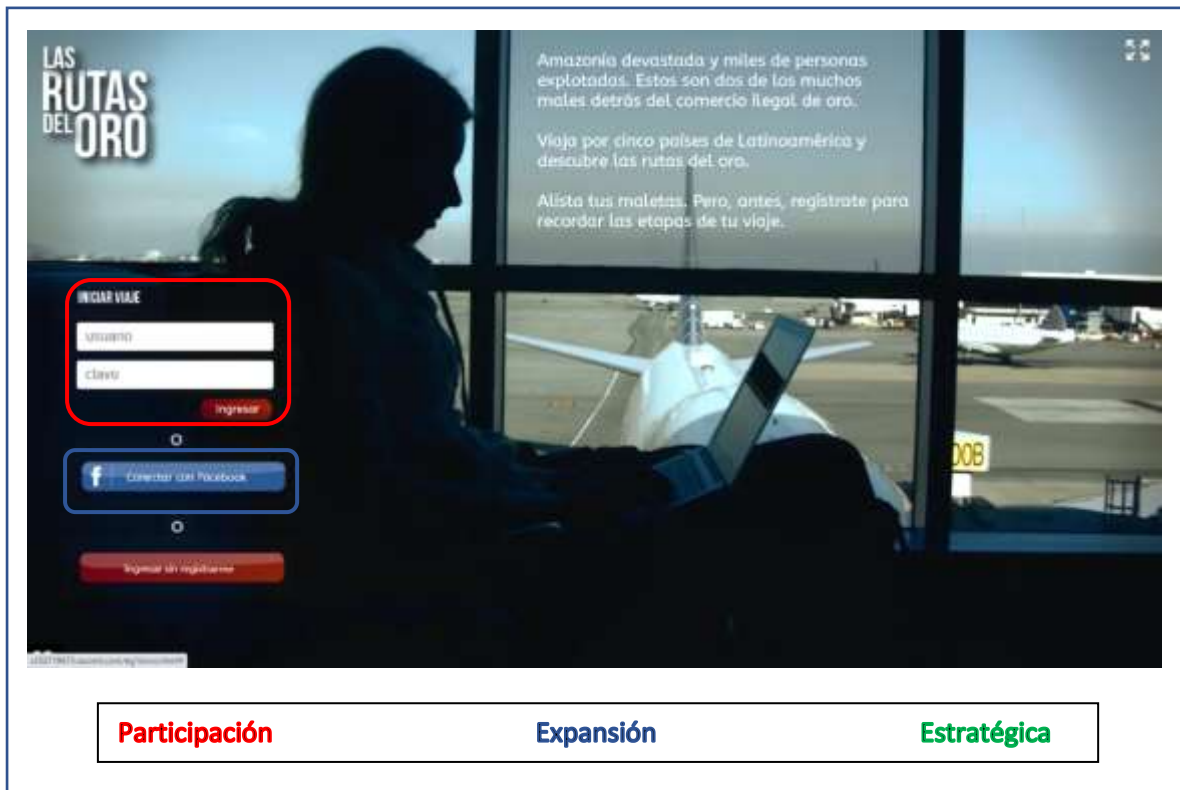 LAS
RUTAS
DEL ORO
Amazonía devastada y miles de personas
explotadas. Estos son dos de los muchos
males detrás del comercio ilegal de oro.
Viaja por cinco países de Latinoamérica y
descubre las rutas del oro.
Alista tus maletas. Pero, antes, regístrate para
recordar las etapas de tu viaje.
INICIAR VIAJE
usuario
clave
Ingresar
O
f Conectar con Facebook
O
Ingresar sin registrarme
00B
Participación Expansión Estratégica